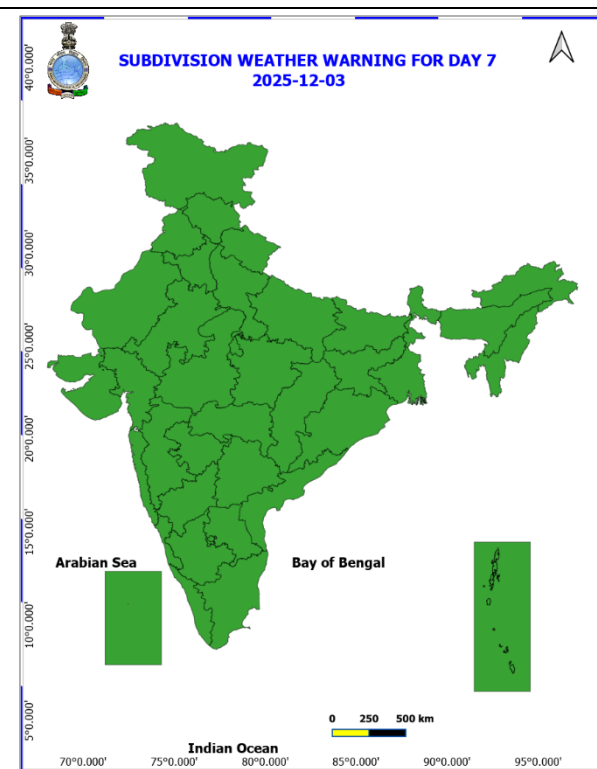 SUBDIVISION WEATHER WARNING FOR DAY 7
2025-12-03
40°0.000'
35°0.000'
30°0.000'
25°0.000'
20°0.000'
15°0.000'
10°0.000'
5°0.000'
Arabian Sea
Bay of Bengal
0 250 500 km
Indian Ocean
70°0.000' 75°0.000' 80°0.000' 85°0.000' 90°0.000' 95°0.000'